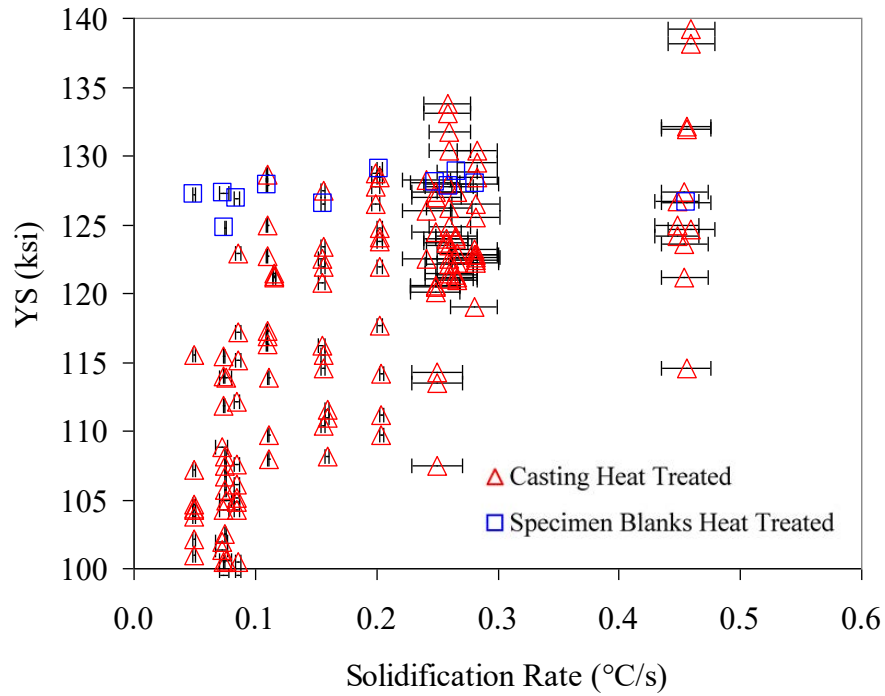 140
135
130
125
120
115
110
105
100
YS (ksi)
Casting Heat Treated
Specimen Blanks Heat Treated
0.0 0.1 0.2 0.3 0.4 0.5 0.6
Solidification Rate (°C/s)